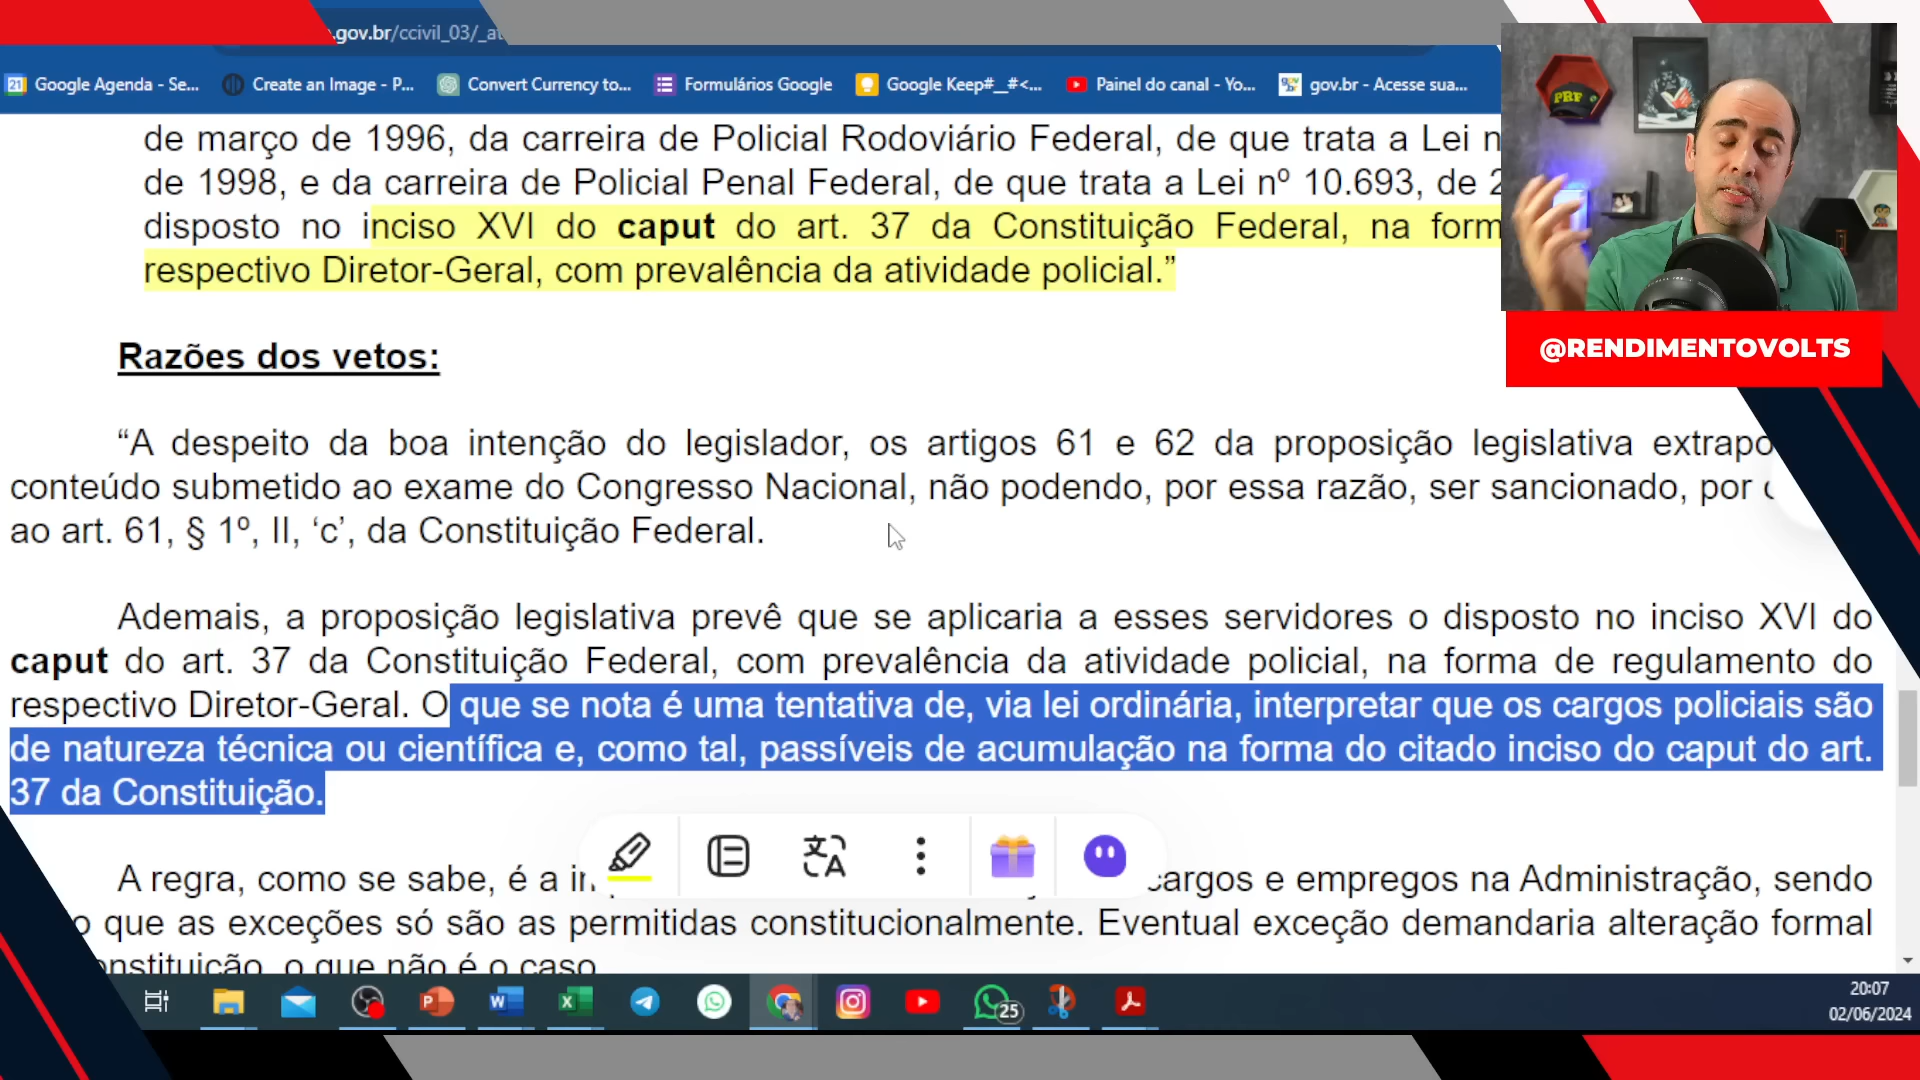 .gov.br/ccivil_03/_at
Google Agenda - Se...
Create an Image - P...
Convert Currency to...
Formulários Google
Google Keep#_#<...
Painel do canal - Yo...
gov.br - Acesse sua...
de março de 1996, da carreira de Policial Rodoviário Federal, de que trata a Lei n
de 1998, e da carreira de Policial Penal Federal, de que trata a Lei nº 10.693, de 2
disposto no inciso XVI do caput do art. 37 da Constituição Federal, na form
respectivo Diretor-Geral, com prevalência da atividade policial.”
PRF
@RENDIMENTOVOLTS
Razões dos vetos:
“A despeito da boa intenção do legislador, os artigos 61 e 62 da proposição legislativa extrapo
conteúdo submetido ao exame do Congresso Nacional, não podendo, por essa razão, ser sancionado, por
ao art. 61, § 1º, II, ‘c’, da Constituição Federal.
Ademais, a proposição legislativa prevê que se aplicaria a esses servidores o disposto no inciso XVI do
caput do art. 37 da Constituição Federal, com prevalência da atividade policial, na forma de regulamento do
respectivo Diretor-Geral. O que se nota é uma tentativa de, via lei ordinária, interpretar que os cargos policiais são
de natureza técnica ou científica e, como tal, passíveis de acumulação na forma do citado inciso do caput do art.
37 da Constituição.
A regra, como se sabe, é a in cargos e empregos na Administração, sendo
o que as exceções só são as permitidas constitucionalmente. Eventual exceção demandaria alteração formal
onstituição, o que não é o caso
25
20:07
02/06/2024